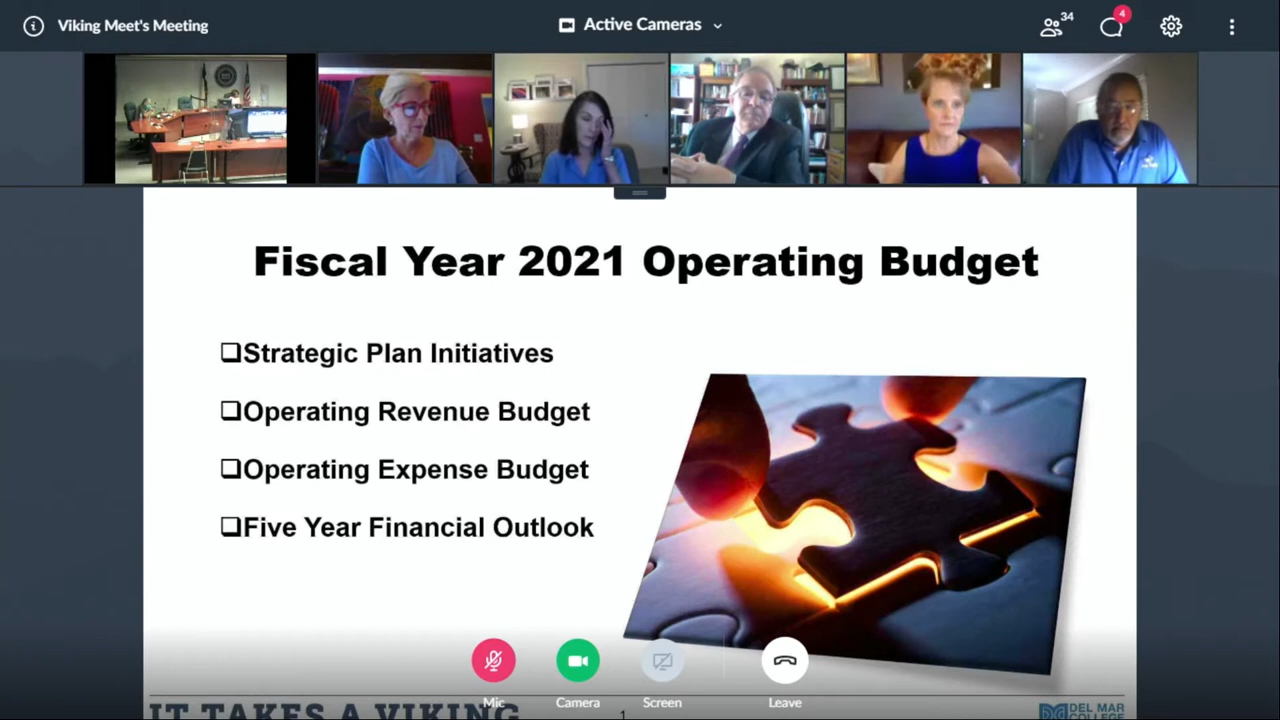 Viking Meet's Meeting
Active Cameras
34
4
Fiscal Year 2021 Operating Budget
❑Strategic Plan Initiatives
❑Operating Revenue Budget
❑Operating Expense Budget
❑Five Year Financial Outlook
Mic
Camera
Screen
Leave
IT TAKES A VIKING
1
DEL MAR
COLLEGE